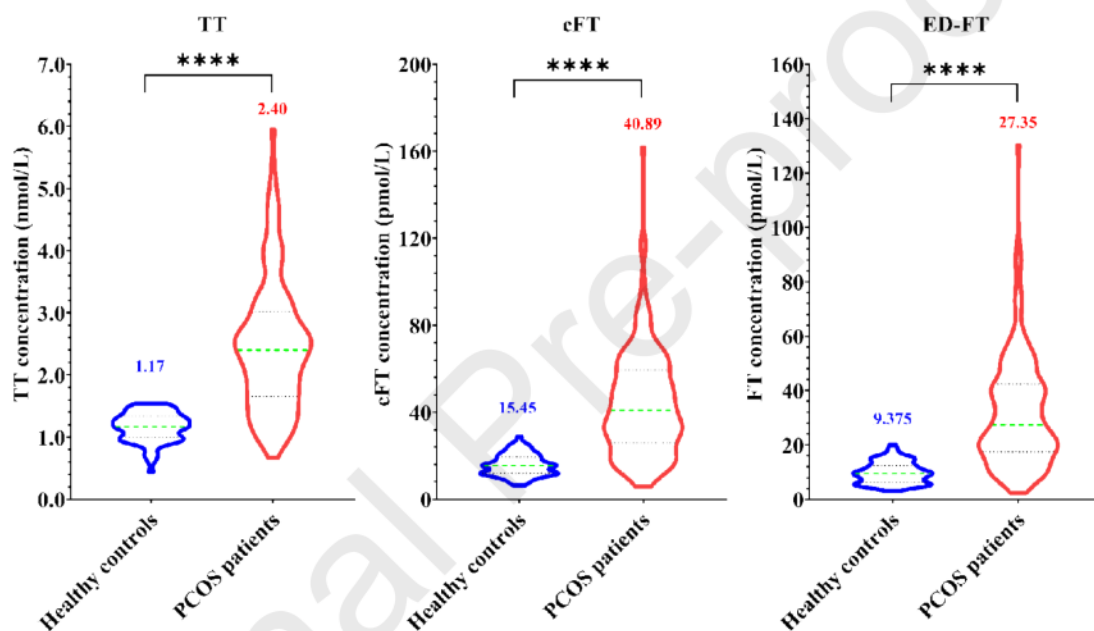 TT
****
7.0
6.0
5.0
4.0
3.0
2.0
1.0
0.0
TT concentration (nmol/L)
2.40
1.17
Healthy controls
PCOS patients
cFT
****
200
160
120
80
40
0
cFT concentration (pmol/L)
40.89
15.45
Healthy controls
PCOS patients
ED-FT
****
160
140
120
100
80
60
40
20
0
FT concentration (pmol/L)
27.35
9.375
Healthy controls
PCOS patients
nal Pre-proo